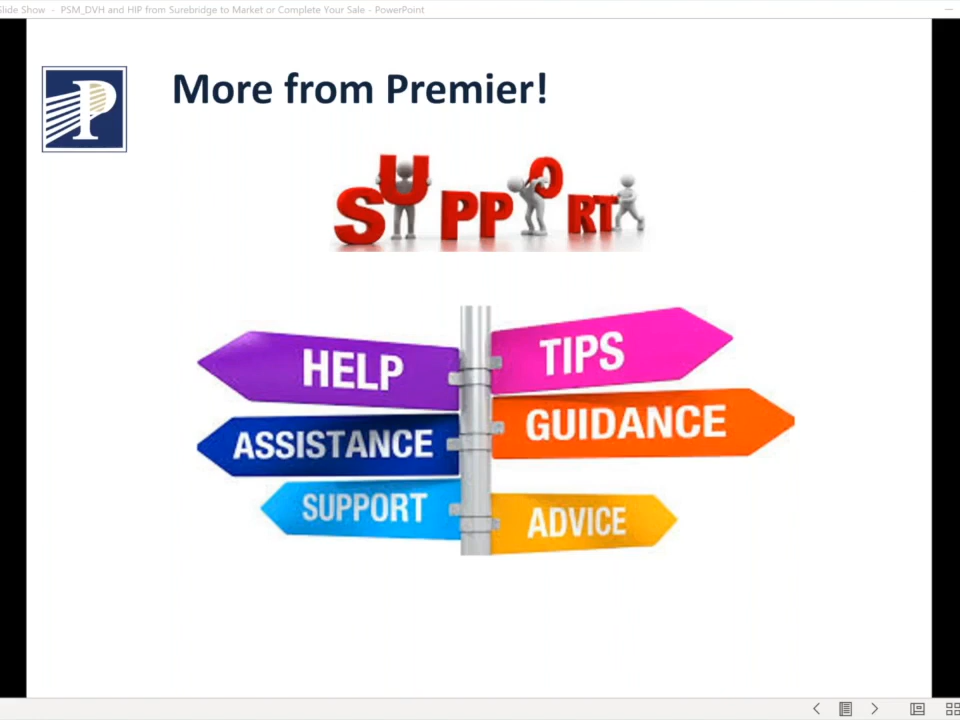 Slide Show - PSM_DVH and HIP from Surebridge to Market or Complete Your Sale - PowerPoint
P
More from Premier!
SUPPORT
HELP
TIPS
ASSISTANCE
GUIDANCE
SUPPORT
ADVICE